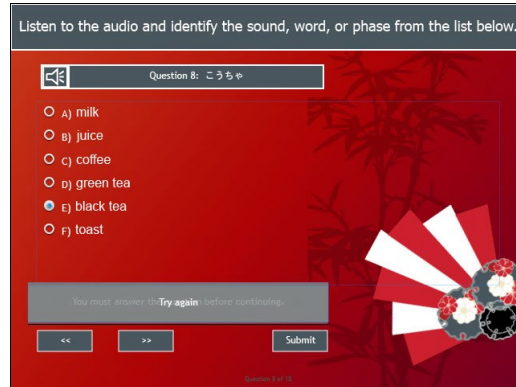 Listen to the audio and identify the sound, word, or phase from the list below.
Question 8: こうちゃ
A) milk
B) juice
C) coffee
D) green tea
E) black tea
F) toast
You must answer the before continuing.
Try again
<<
>>
Submit
Question 8 of 15